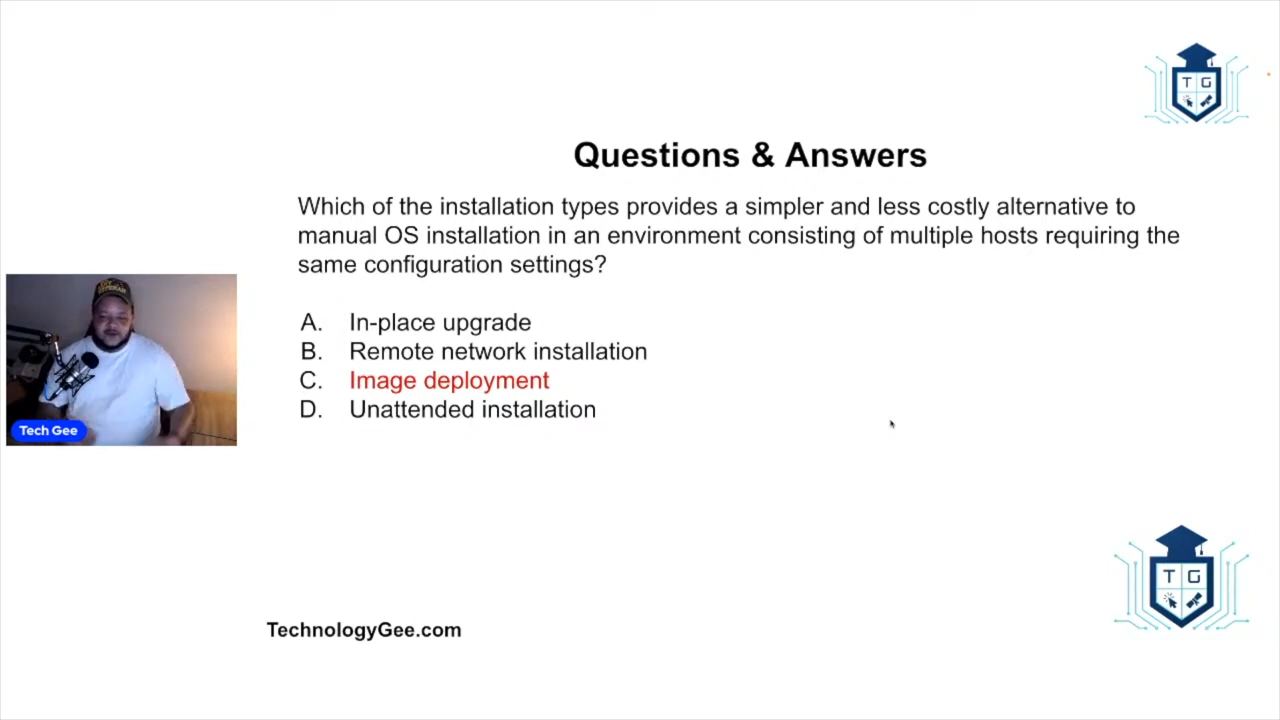 T G
Questions & Answers
Which of the installation types provides a simpler and less costly alternative to
manual OS installation in an environment consisting of multiple hosts requiring the
same configuration settings?
A. In-place upgrade
B. Remote network installation
C. Image deployment
D. Unattended installation
Tech Gee
T G
TechnologyGee.com